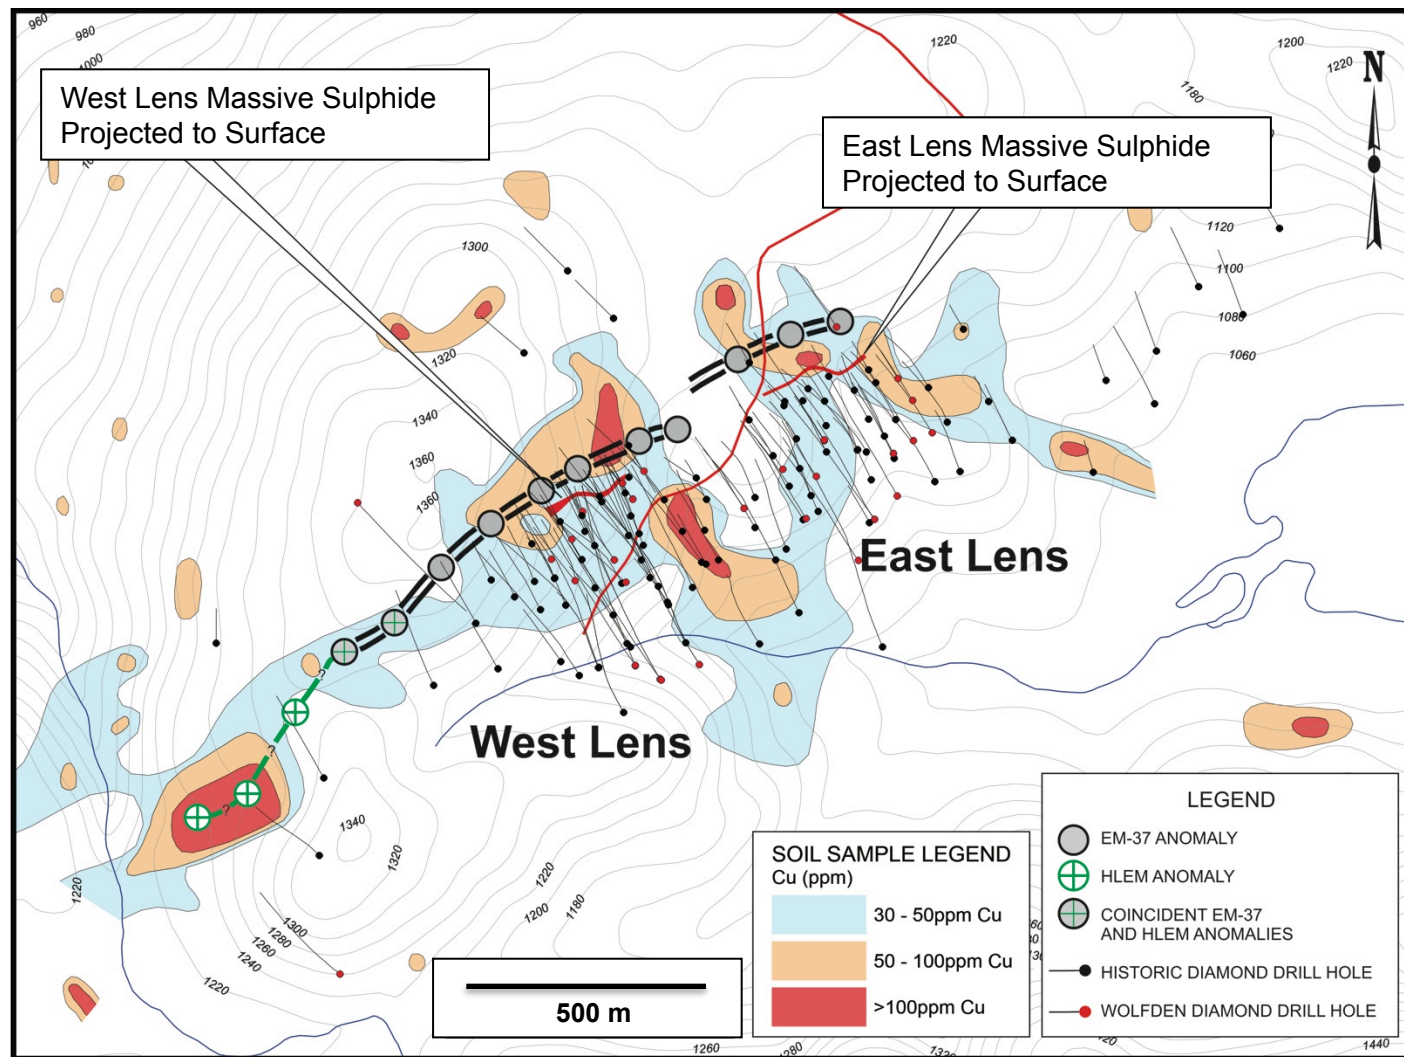 960
980
1000
1220
1200
1220
1180
N
West Lens Massive Sulphide
Projected to Surface
East Lens Massive Sulphide
Projected to Surface
1120
1100
1080
1060
1300
1320
1340
1360
1360
East Lens
West Lens
?
?
?
1340
1320
1220
1220
1200
1180
1300
1280
1260
1240
1220
500 m
SOIL SAMPLE LEGEND
Cu (ppm)
30 - 50ppm Cu
50 - 100ppm Cu
>100ppm Cu
LEGEND
EM-37 ANOMALY
HLEM ANOMALY
COINCIDENT EM-37
AND HLEM ANOMALIES
HISTORIC DIAMOND DRILL HOLE
WOLFDEN DIAMOND DRILL HOLE
1260
1280
1320
1440